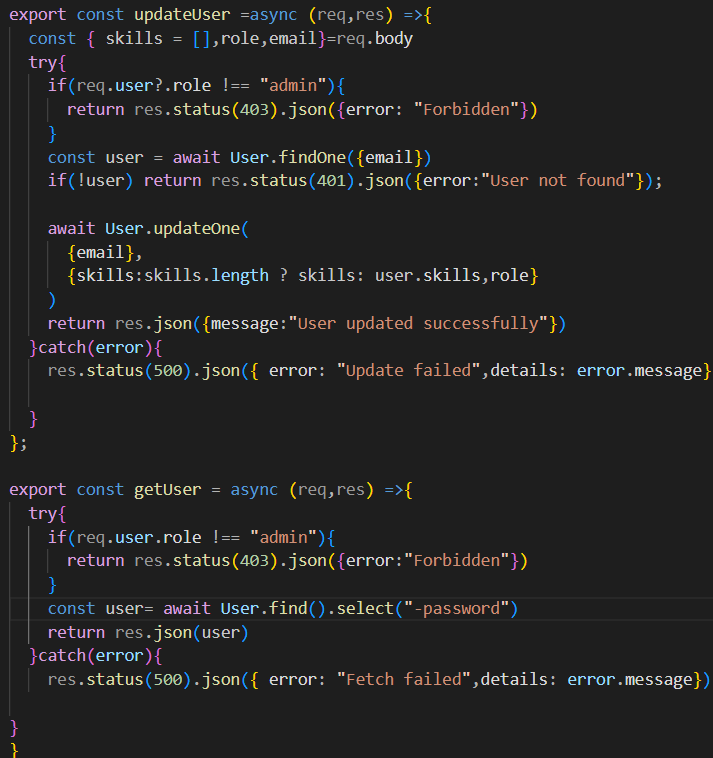 export const updateUser =async (req,res) =>{
  const { skills = [],role,email}=req.body
  try{
    if(req.user?.role !== "admin"){
      return res.status(403).json({error: "Forbidden"})
    }
    const user = await User.findOne({email})
    if(!user) return res.status(401).json({error:"User not found"});

    await User.updateOne(
      {email},
      {skills:skills.length ? skills: user.skills,role}
    )
    return res.json({message:"User updated successfully"})
  }catch(error){
    res.status(500).json({ error: "Update failed",details: error.message}

  }
};

export const getUser = async (req,res) =>{
  try{
    if(req.user.role !== "admin"){
      return res.status(403).json({error:"Forbidden"})
    }
    const user= await User.find().select("-password")
    return res.json(user)
  }catch(error){
    res.status(500).json({ error: "Fetch failed",details: error.message})

}
}